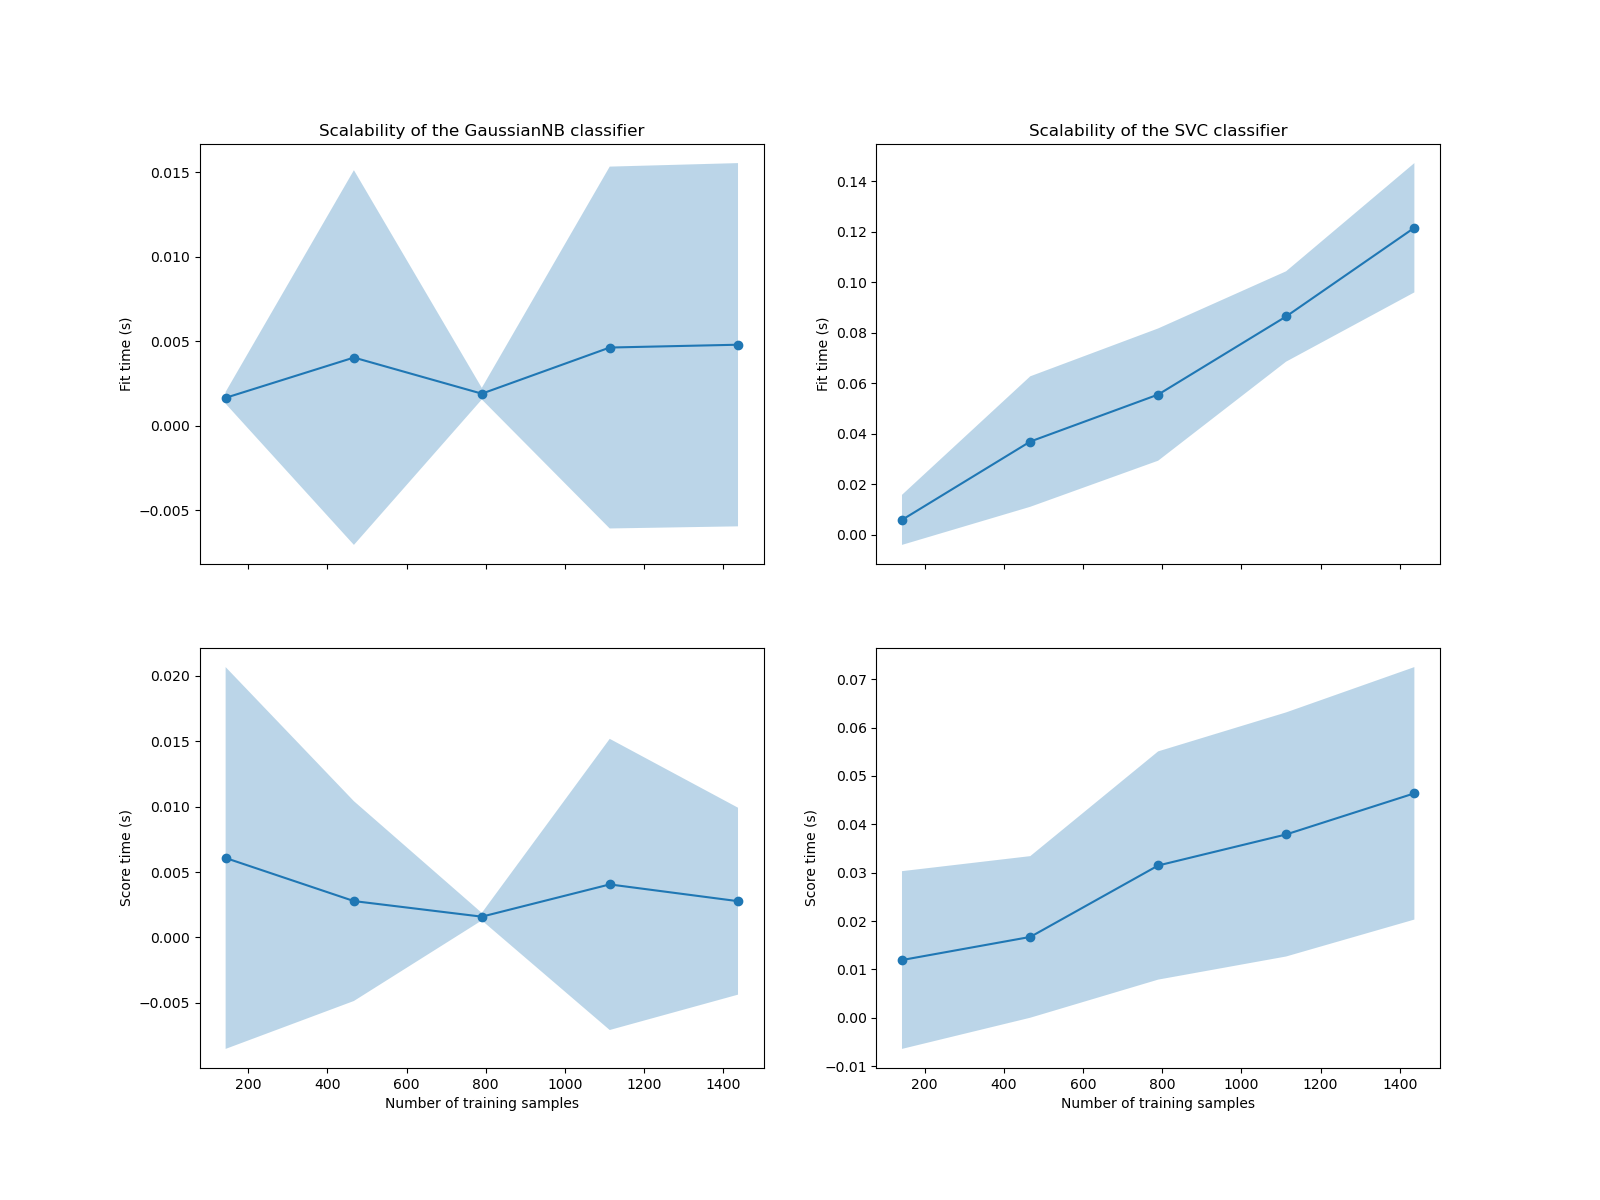 Scalability of the GaussianNB classifier
Fit time (s)
0.015
0.010
0.005
0.000
−0.005
Scalability of the SVC classifier
Fit time (s)
0.14
0.12
0.10
0.08
0.06
0.04
0.02
0.00
Score time (s)
0.020
0.015
0.010
0.005
0.000
−0.005
200 400 600 800 1000 1200 1400
Number of training samples
Score time (s)
0.07
0.06
0.05
0.04
0.03
0.02
0.01
0.00
−0.01
200 400 600 800 1000 1200 1400
Number of training samples